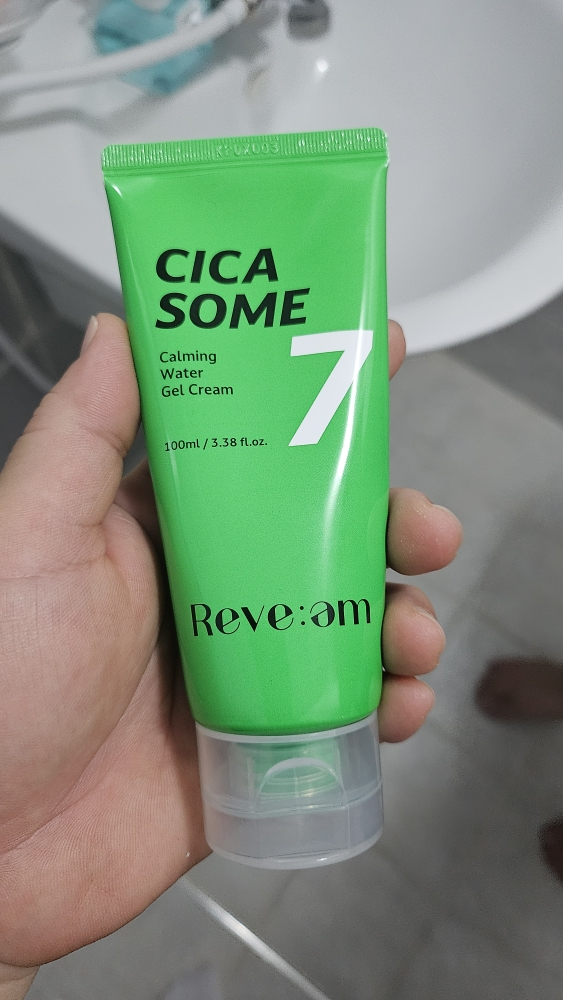 CICA
SOME
7
Calming
Water
Gel Cream
100ml / 3.38 fl.oz.
Reve:am